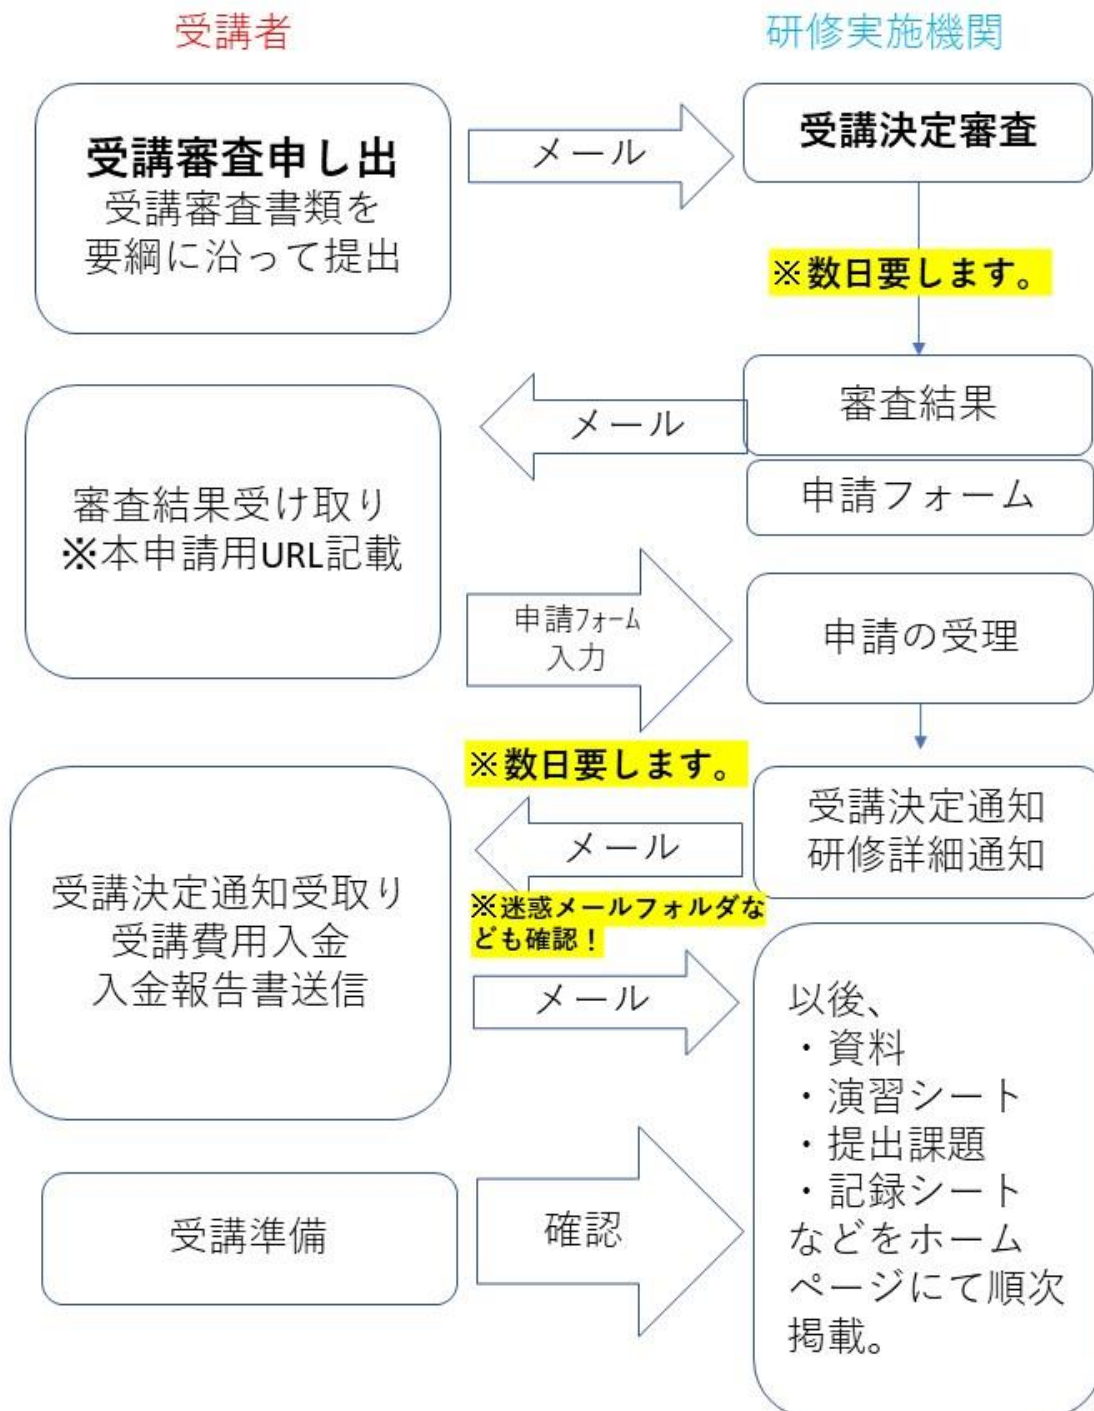 受講者
研修実施機関
受講審査申し出
受講審査書類を
要綱に沿って提出
メール
受講決定審査
※数日要します。
審査結果
申請フォーム
メール
審査結果受け取り
※本申請用URL記載
申請フォーム
入力
申請の受理
※数日要します。
受講決定通知
研修詳細通知
メール
※迷惑メールフォルダな
ども確認！
受講決定通知受取り
受講費用入金
入金報告書送信
メール
以後、
・資料
・演習シート
・提出課題
・記録シート
などをホーム
ページにて順次
掲載。
受講準備
確認